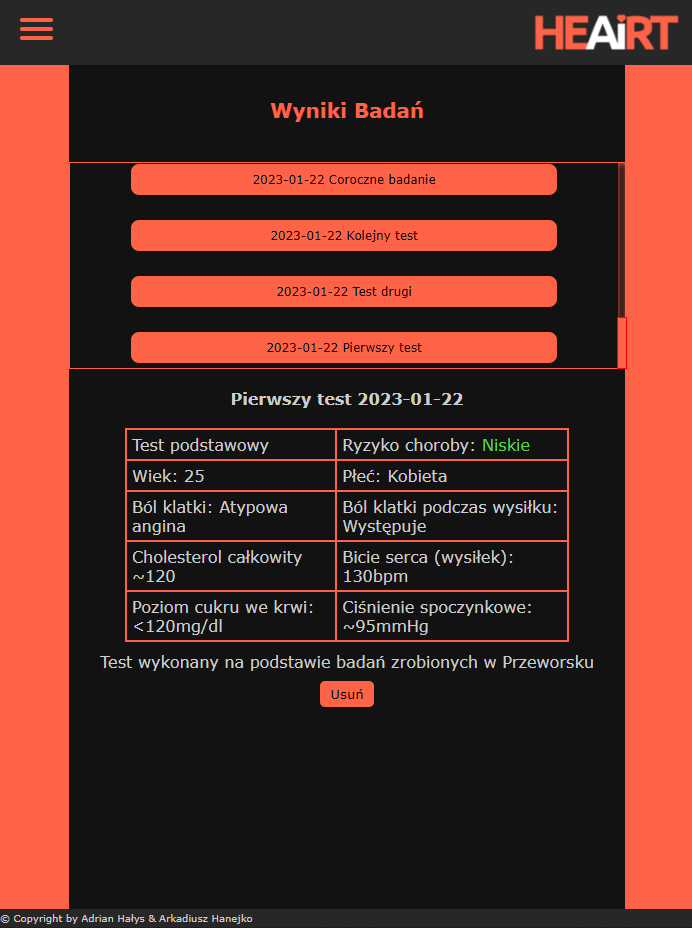 HEAiRT
Wyniki Badań
2023-01-22 Coroczne badanie
2023-01-22 Kolejny test
2023-01-22 Test drugi
2023-01-22 Pierwszy test
Pierwszy test 2023-01-22
Test podstawowy
Ryzyko choroby: Niskie
Wiek: 25
Płeć: Kobieta
Ból klatki: Atypowa
angina
Ból klatki podczas wysiłku:
Występuje
Cholesterol całkowity
~120
Bicie serca (wysiłek):
130bpm
Poziom cukru we krwi:
<120mg/dl
Ciśnienie spoczynkowe:
~95mmHg
Test wykonany na podstawie badań zrobionych w Przeworsku
Usuń
© Copyright by Adrian Hałys & Arkadiusz Hanejko